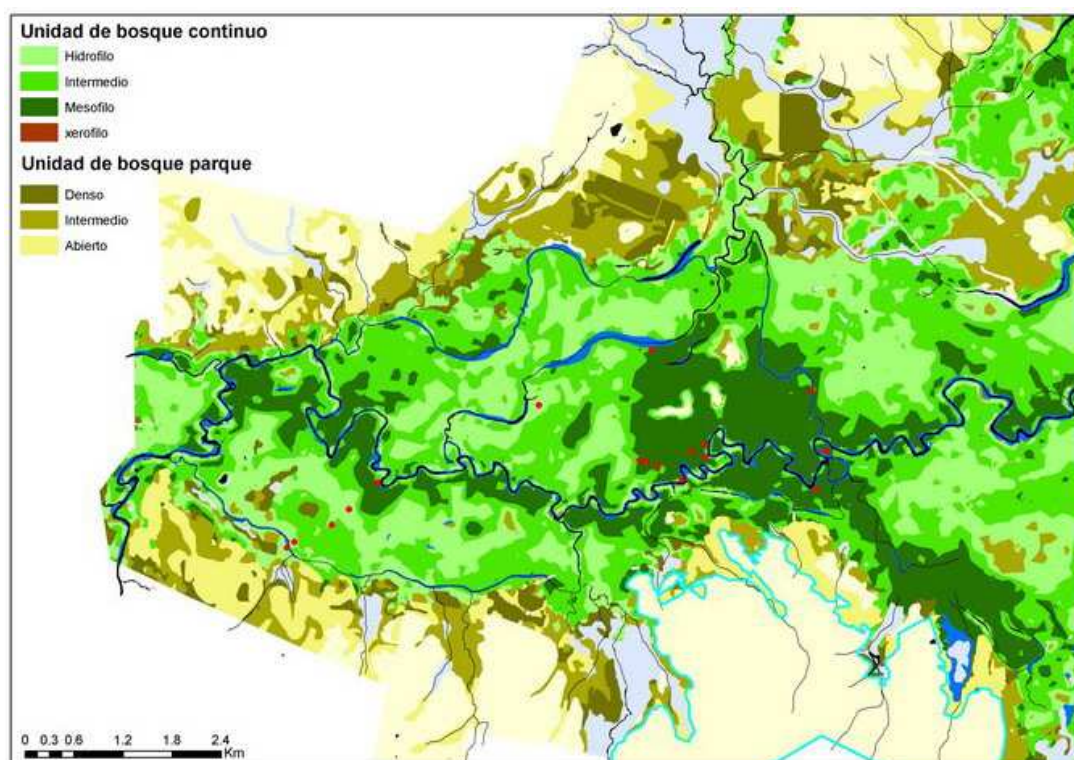 Unidad de bosque continuo
Hidrofilo
Intermedio
Mesofilo
xerofilo
Unidad de bosque parque
Denso
Intermedio
Abierto
0 0.3 0.6 1.2 1.8 2.4
Km